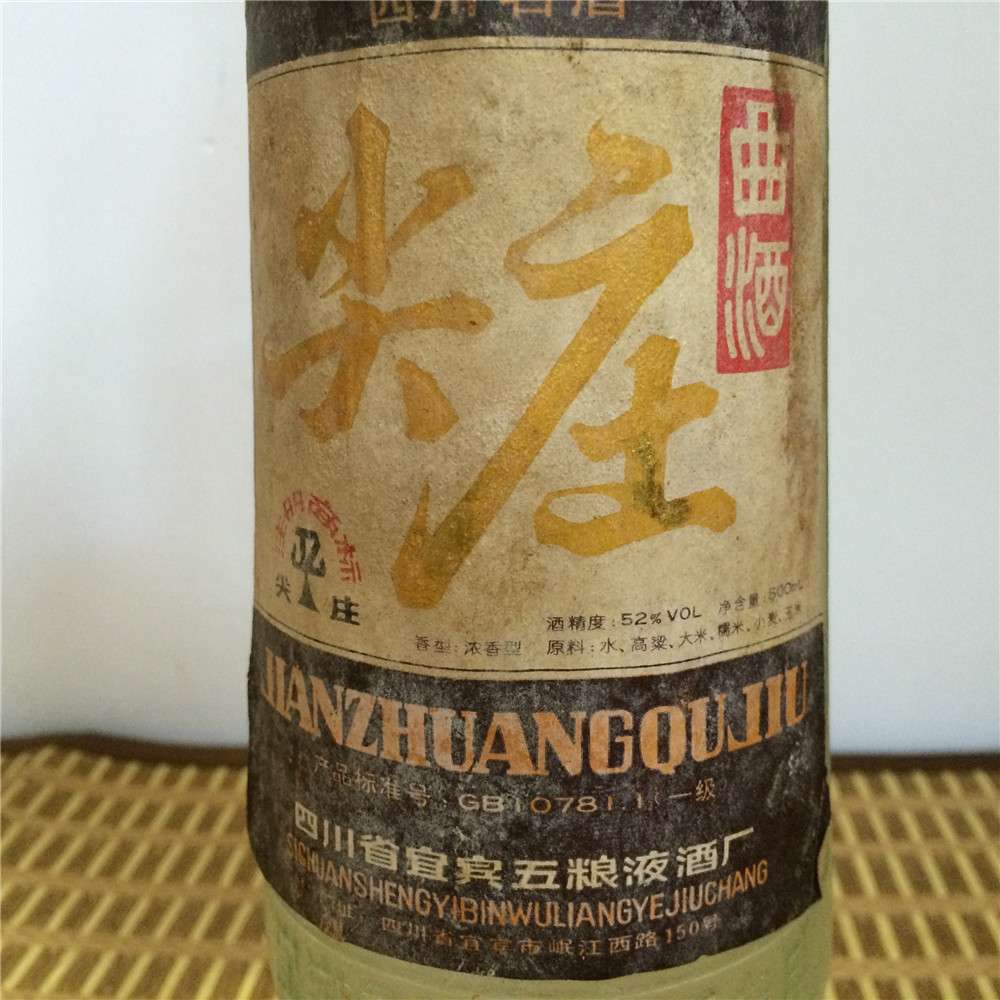 四川名酒
尖庄
曲酒
注册商标
JZ
尖 庄
酒精度：52%VOL 净含量：500mL
香型：浓香型 原料：水、高粱、大米、糯米、小麦、玉米
JIANZHUANGQUJIU
产品标准号：GB10781.1(一级
四川省宜宾五粮液酒厂
SICHUANSHENGYIBINWULIANGYEJIUCHANG
四川省宜宾市岷江西路150号